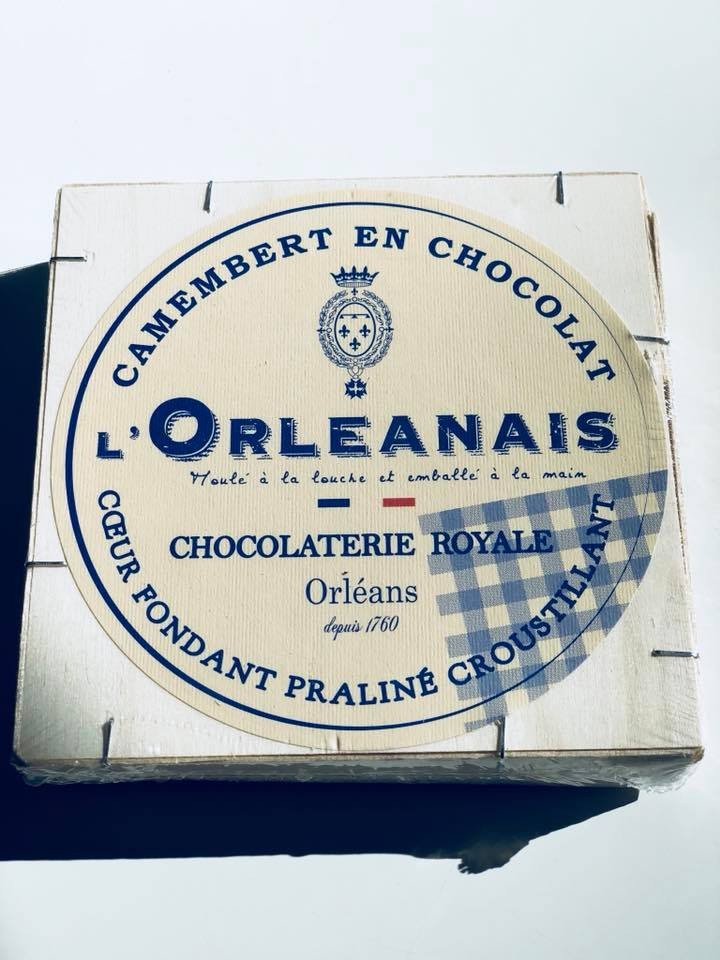 CAMEMBERT EN CHOCOLAT
L'ORLEANAIS
Moulé à la louche et emballé à la main
CHOCOLATERIE ROYALE
Orléans
depuis 1760
CŒUR FONDANT PRALINÉ CROUSTILLANT